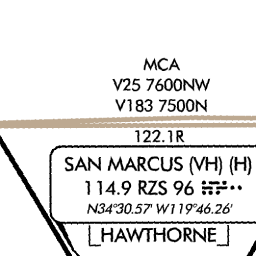 MCA
V25 7600NW
V183 7500N
122.1R
SAN MARCUS (VH) (H)
114.9 RZS 96
N34°30.57' W119°46.26'
HAWTHORNE